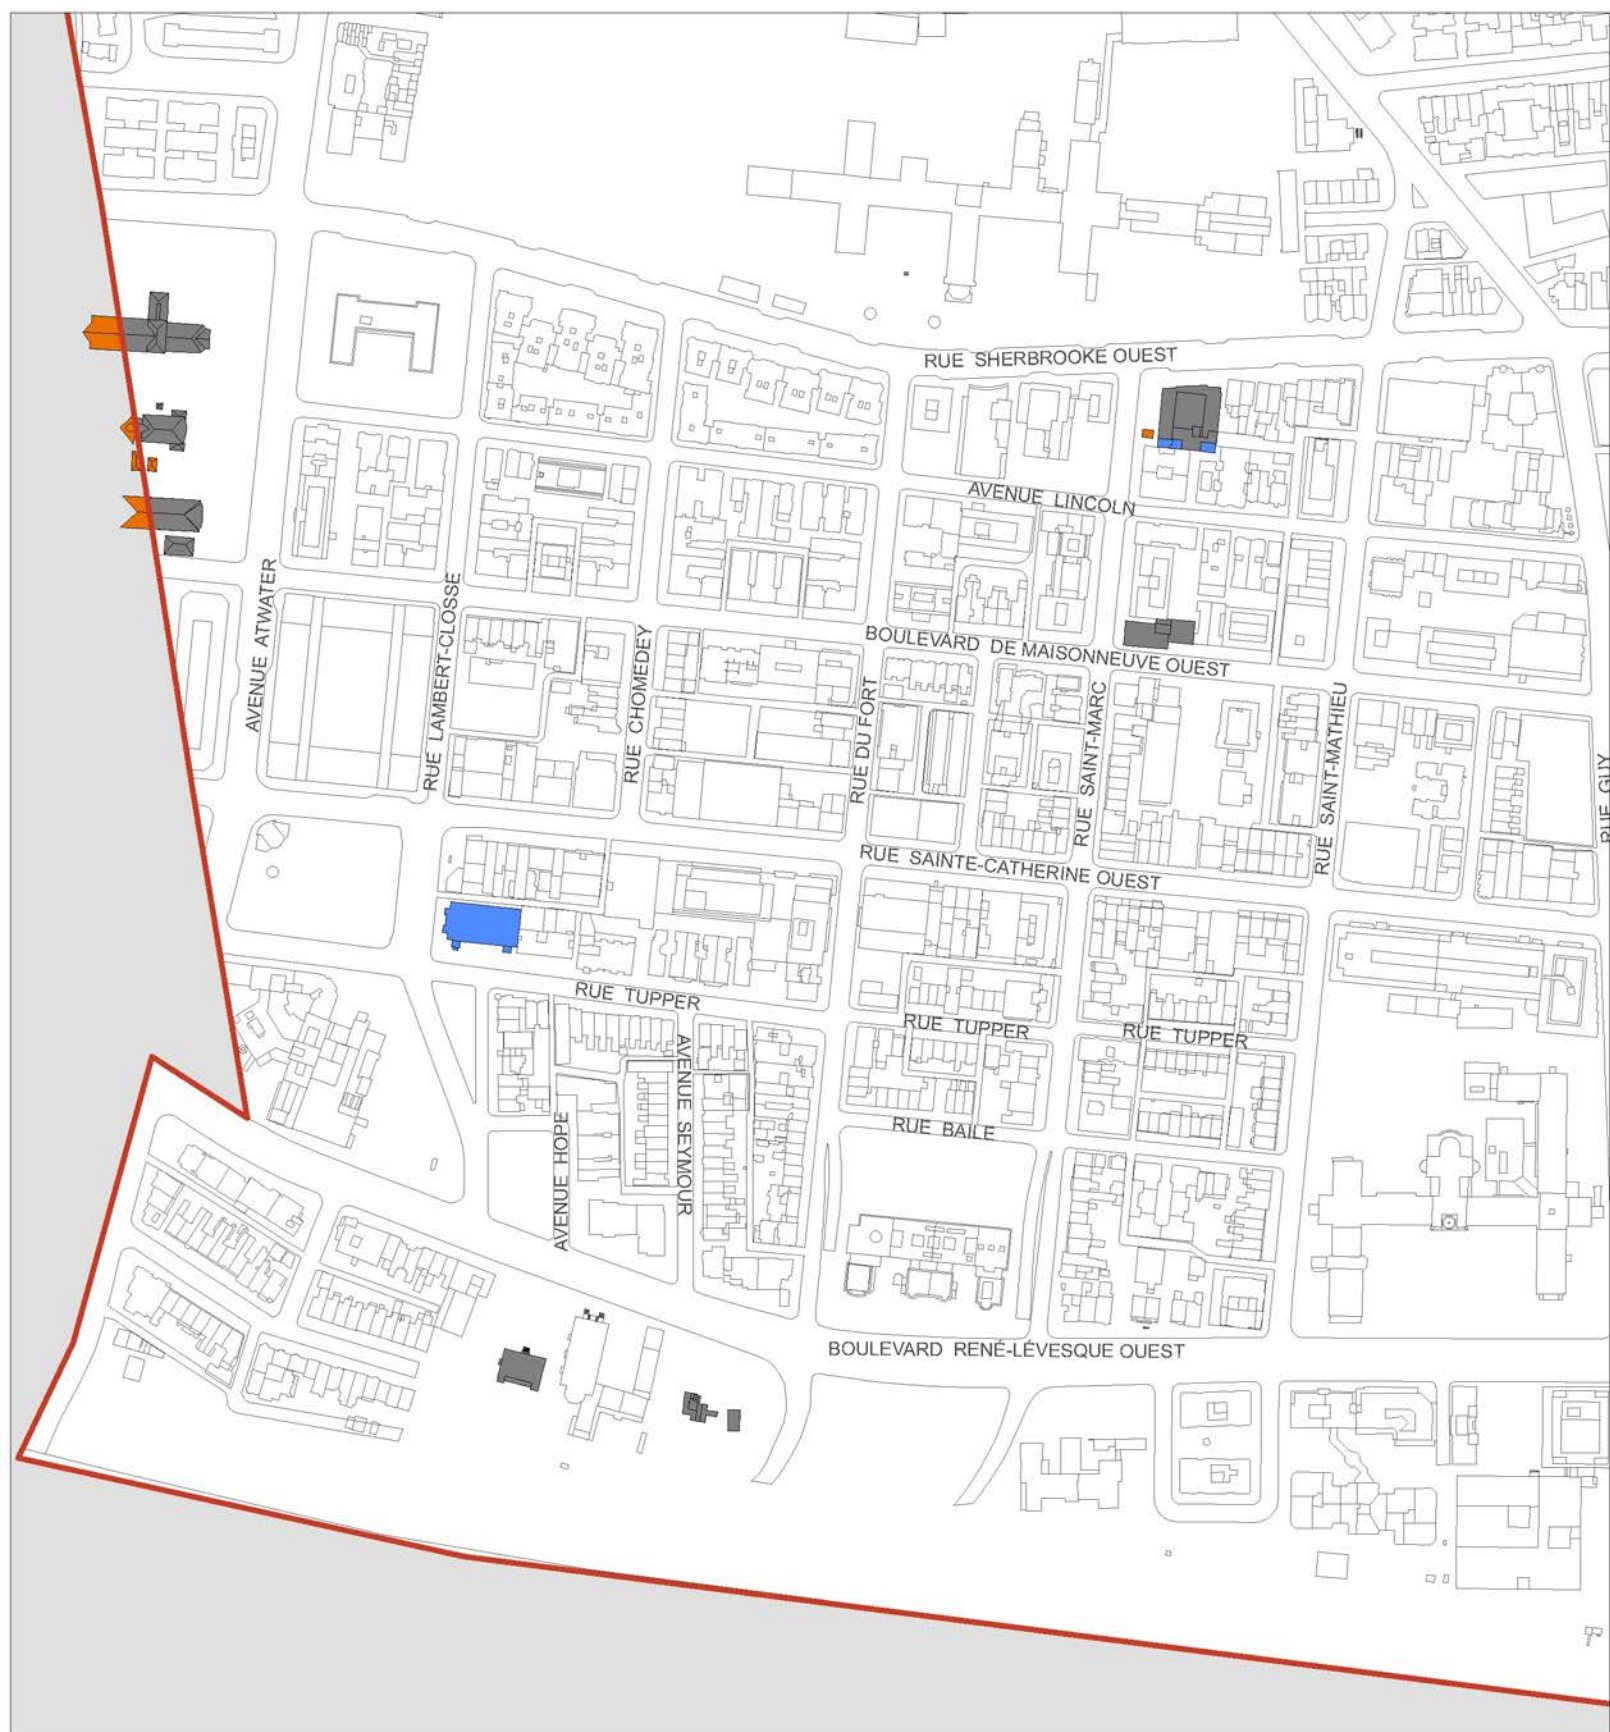 RUE SHERBROOKE OUEST
AVENUE LINCOLN
BOULEVARD DE MAISONNEUVE OUEST
AVENUE ATWATER
RUE LAMBERT-CLOSSE
RUE CHOMEDEY
RUE DU FORT
RUE SAINT-MARC
RUE SAINT-MATHIEU
RUE GUY
RUE SAINTE-CATHERINE OUEST
RUE TUPPER
RUE TUPPER
RUE TUPPER
AVENUE HOPE
AVENUE SEYMOUR
RUE BAILE
BOULEVARD RENÉ-LÉVESQUE OUEST